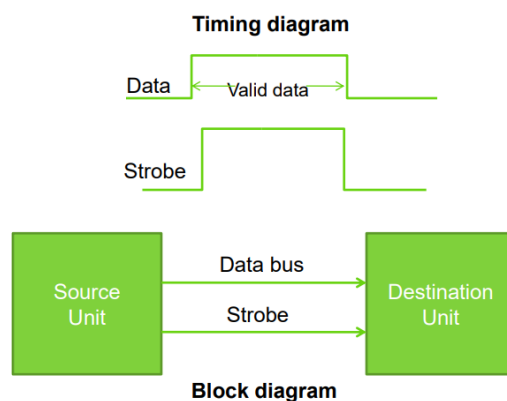 Timing diagram
Data
Valid data
Strobe
Source
Unit
Data bus
Strobe
Destination
Unit
Block diagram